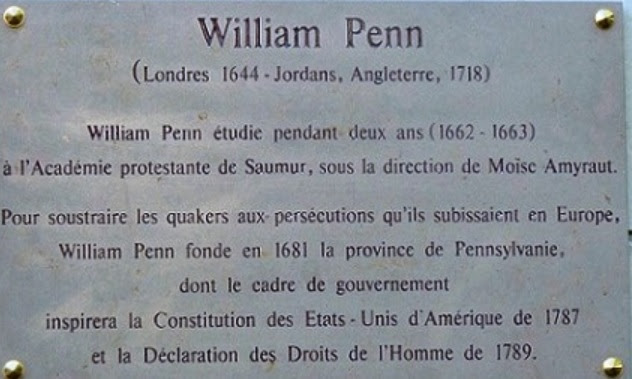 William Penn
(Londres 1644 - Jordans, Angleterre, 1718)
William Penn étudie pendant deux ans (1662 - 1663)
à l'Académie protestante de Saumur, sous la direction de Moïse Amyraut.
Pour soustraire les quakers aux persécutions qu'ils subissaient en Europe,
William Penn fonde en 1681 la province de Pennsylvanie,
dont le cadre de gouvernement
inspirera la Constitution des Etats - Unis d'Amérique de 1787
et la Déclaration des Droits de l'Homme de 1789.